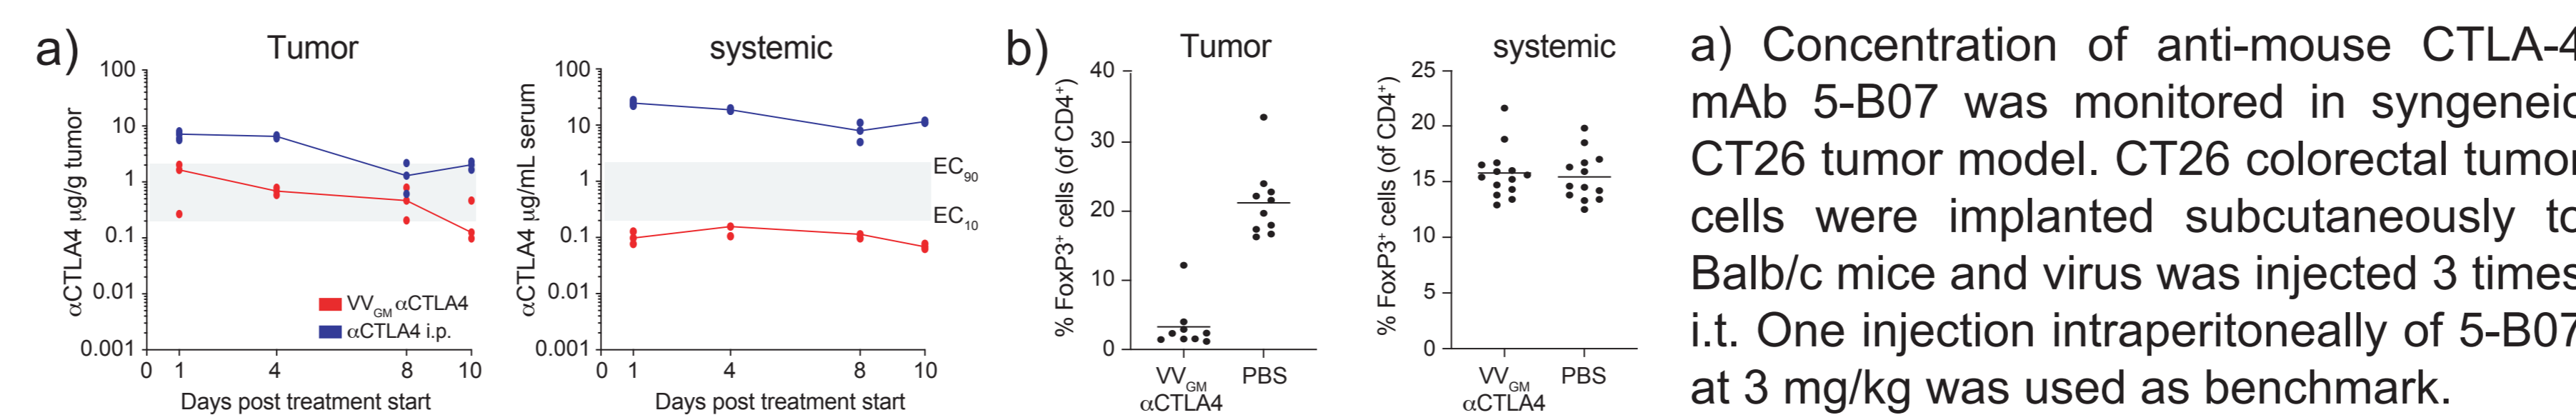 a)
Tumor
αCTLA4 µg/g tumor
100
10
1
0.1
0.01
0.001
0 1 4 8 10
Days post treatment start
VVGM αCTLA4
αCTLA4 i.p.
systemic
αCTLA4 µg/mL serum
100
10
1
0.1
0.01
0.001
EC90
EC10
0 1 4 8 10
Days post treatment start
b)
Tumor
% FoxP3+ cells (of CD4+)
40
30
20
10
0
VVGM αCTLA4
PBS
systemic
% FoxP3+ cells (of CD4+)
25
20
15
10
5
0
VVGM αCTLA4
PBS
a) Concentration of anti-mouse CTLA-4
mAb 5-B07 was monitored in syngeneic
CT26 tumor model. CT26 colorectal tumor
cells were implanted subcutaneously to
Balb/c mice and virus was injected 3 times
i.t. One injection intraperitoneally of 5-B07
at 3 mg/kg was used as benchmark.